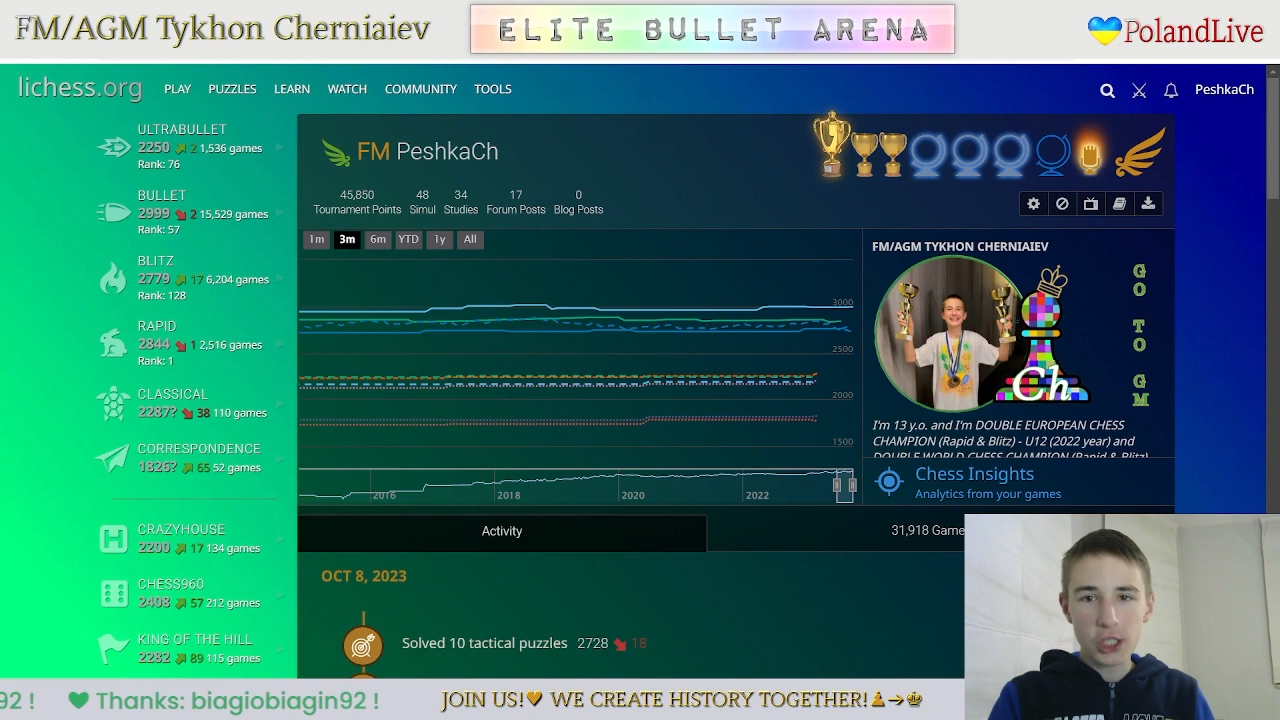 FM/AGM Tykhon Cherniaiev
ELITE BULLET ARENA
PolandLive
lichess.org PLAY PUZZLES LEARN WATCH COMMUNITY TOOLS PeshkaCh
ULTRABULLET
2250 2 1,536 games
Rank: 76
BULLET
2999 2 15,529 games
Rank: 57
BLITZ
2779 17 6,204 games
Rank: 128
RAPID
2844 1 2,516 games
Rank: 1
CLASSICAL
2287? 38 110 games
CORRESPONDENCE
1826? 65 52 games
CRAZYHOUSE
2200 17 134 games
CHESS960
2408 57 212 games
KING OF THE HILL
2282 89 115 games
FM PeshkaCh
45,850 48 34 17 0
Tournament Points Simul Studies Forum Posts Blog Posts
1m 3m 6m YTD 1y All
3000
2500
2000
1500
2016 2018 2020 2022
FM/AGM TYKHON CHERNIAIEV
GO TO GM
Ch
I'm 13 y.o. and I'm DOUBLE EUROPEAN CHESS
CHAMPION (Rapid & Blitz) - U12 (2022 year) and
DOUBLE WORLD CHESS CHAMPION (Rapid & Blitz)
Chess Insights
Analytics from your games
Activity 31,918 Game
OCT 8, 2023
Solved 10 tactical puzzles 2728 18
92 ! Thanks: biagiobiagin92 !
JOIN US! WE CREATE HISTORY TOGETHER!